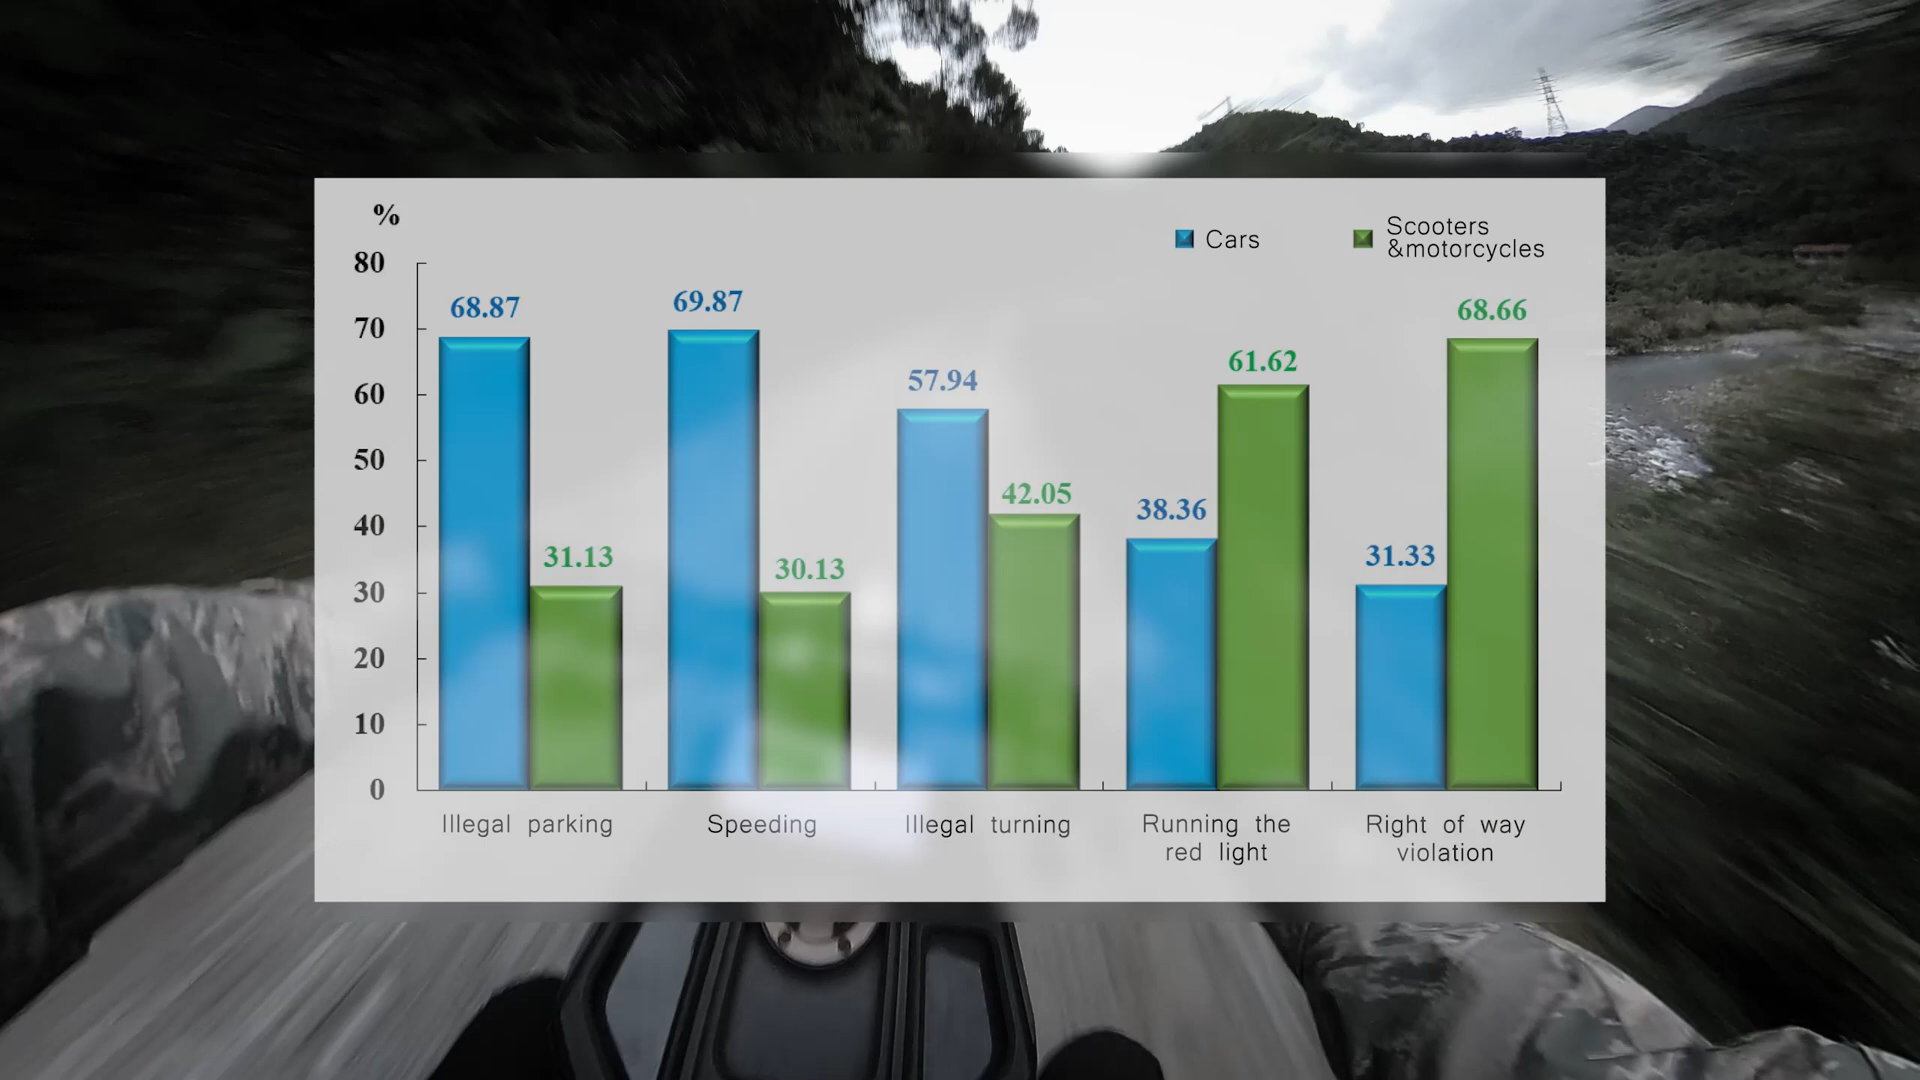 %
Cars
Scooters
&motorcycles
80
70
60
50
40
30
20
10
0
68.87
31.13
69.87
30.13
57.94
42.05
38.36
61.62
31.33
68.66
Illegal parking
Speeding
Illegal turning
Running the
red light
Right of way
violation